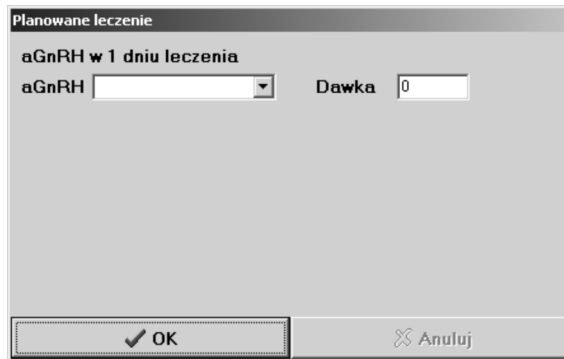 Planowane leczenie
aGnRH w 1 dniu leczenia
aGnRH Dawka 0
OK Anuluj